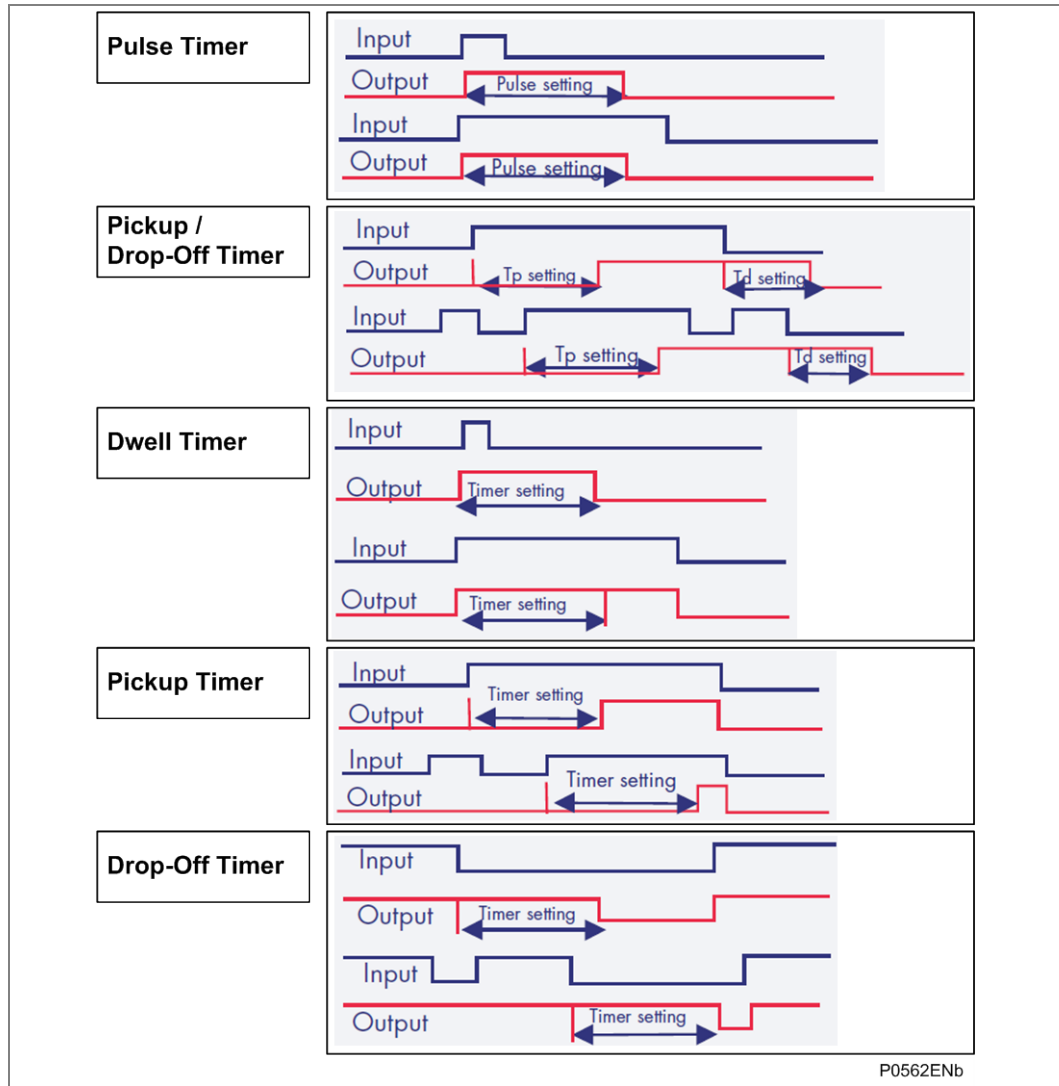 Pulse Timer
Input
Output
Pulse setting
Input
Output
Pulse setting
Pickup /
Drop-Off Timer
Input
Output
Tp setting
Td setting
Input
Output
Tp setting
Td setting
Dwell Timer
Input
Output
Timer setting
Input
Output
Timer setting
Pickup Timer
Input
Timer setting
Output
Input
Timer setting
Output
Drop-Off Timer
Input
Output
Timer setting
Input
Output
Timer setting
P0562ENb